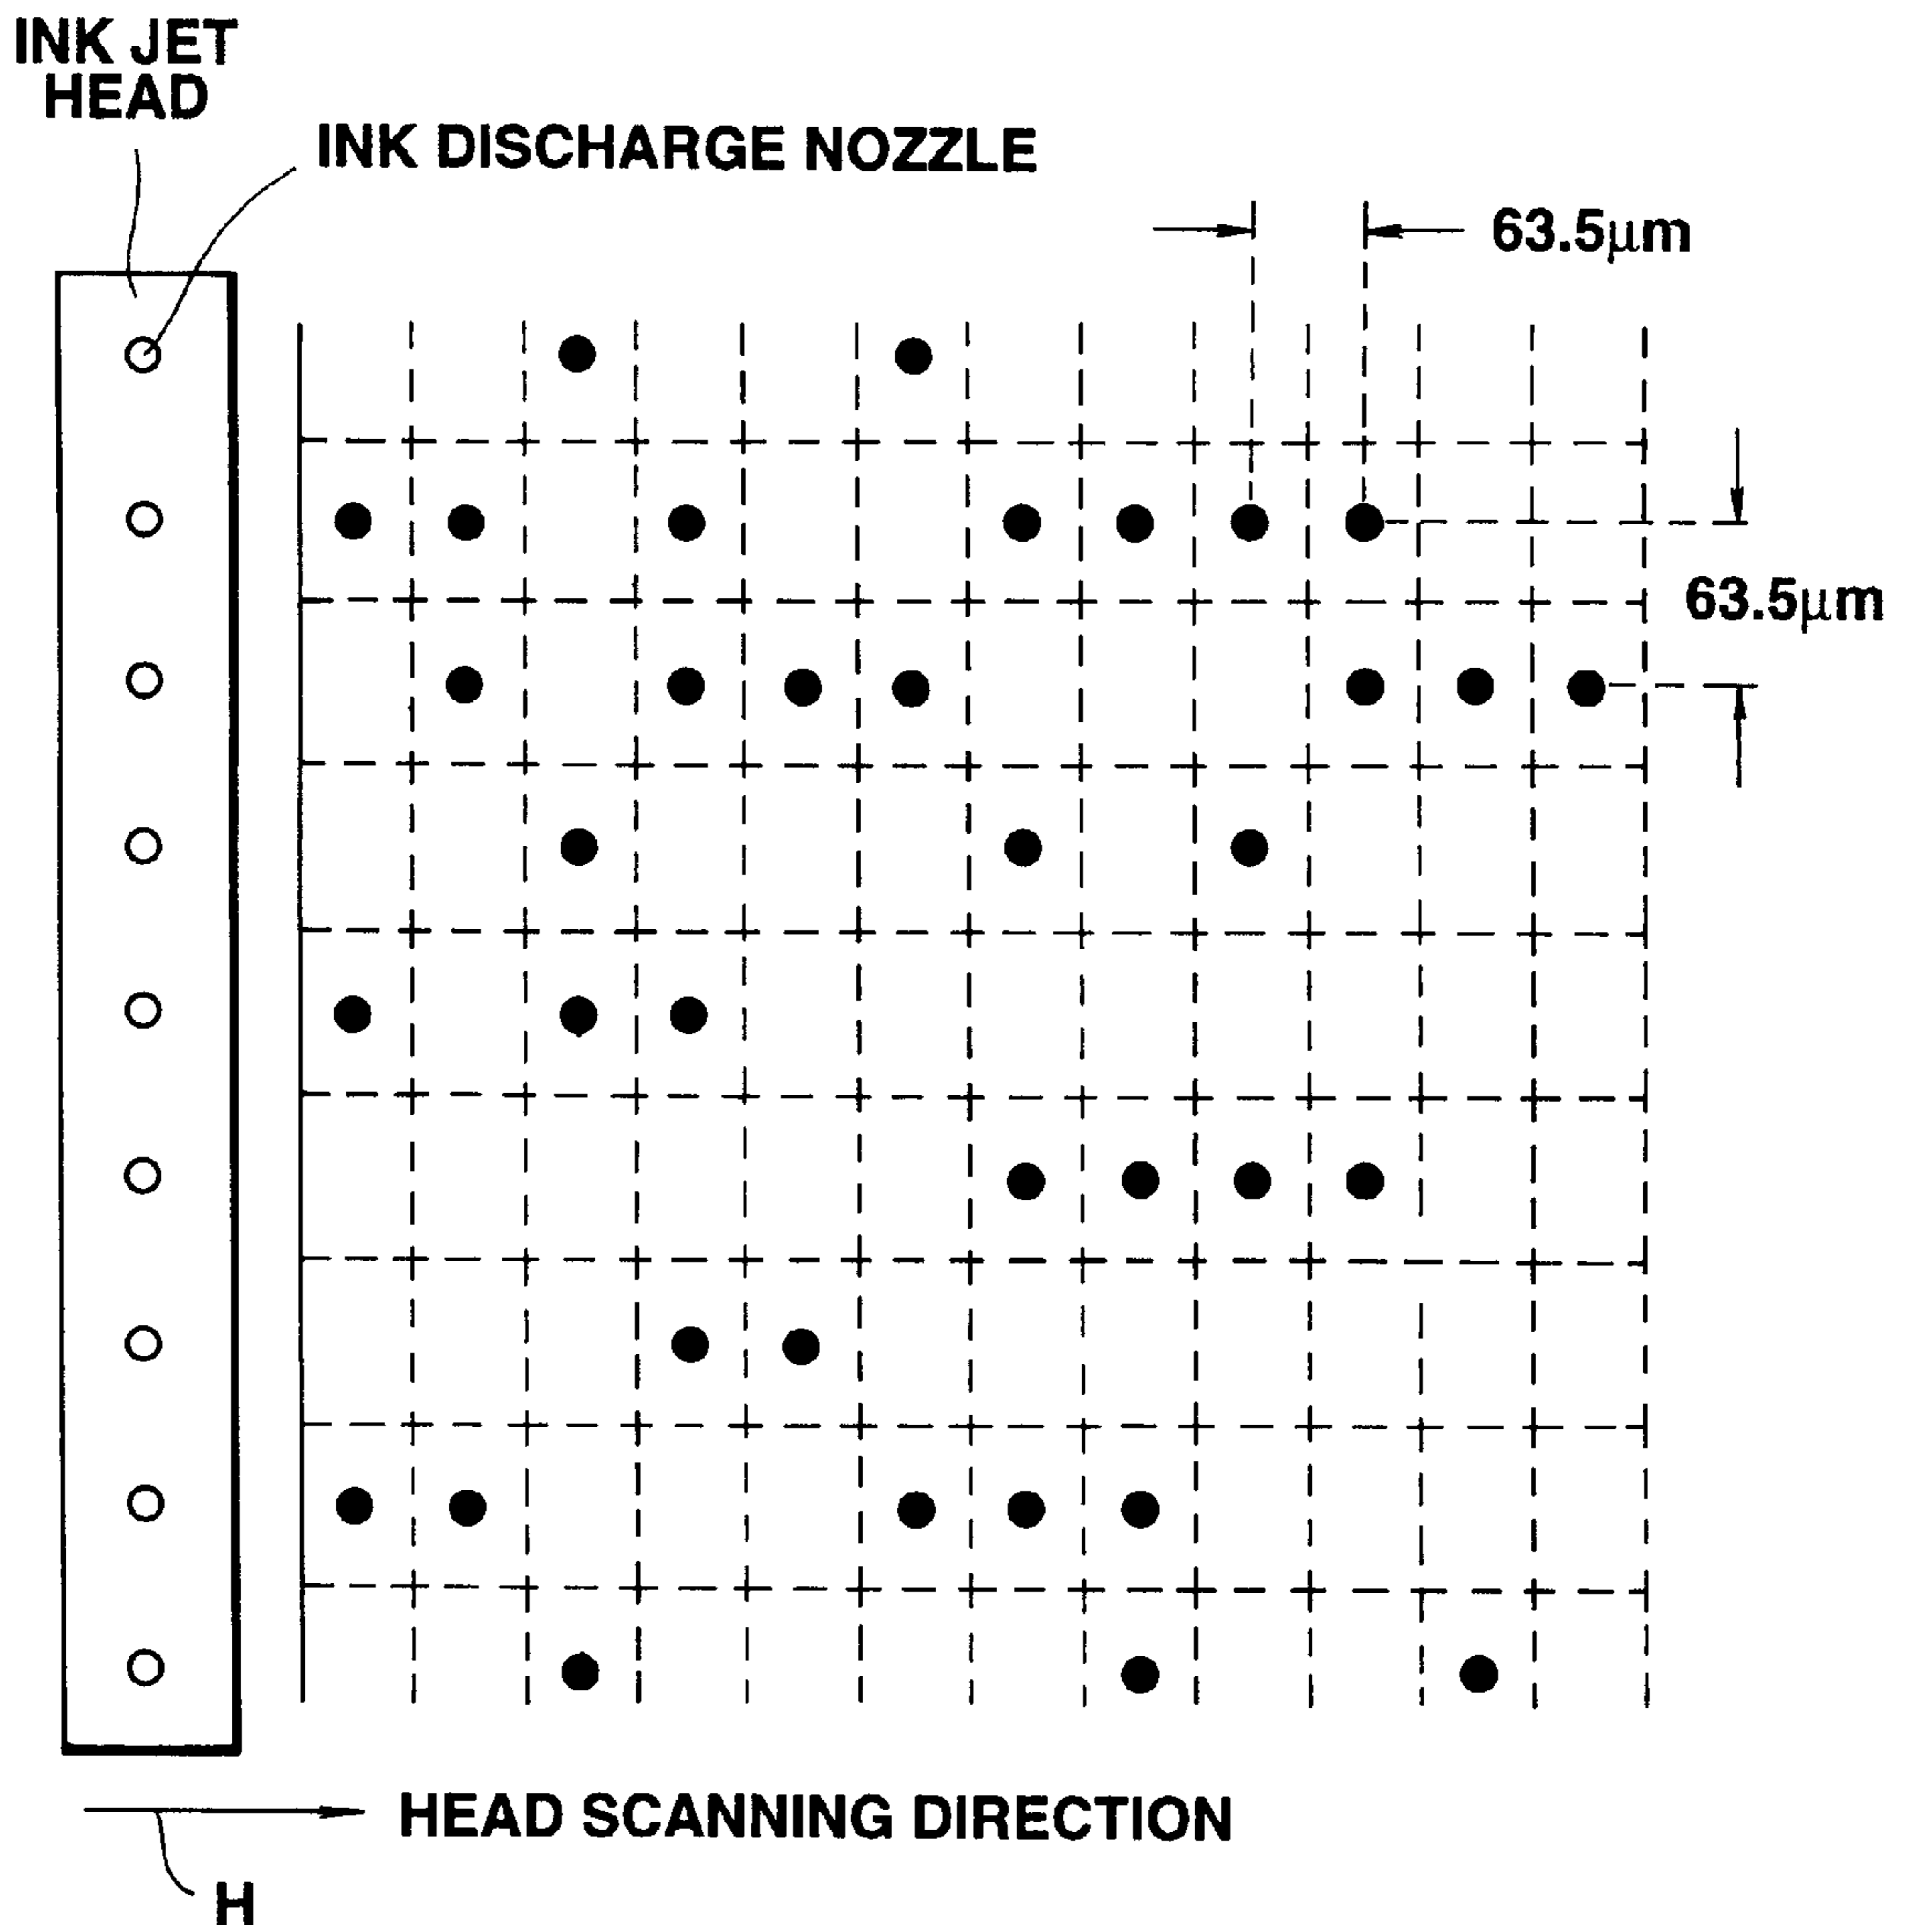 INK JET
HEAD
INK DISCHARGE NOZZLE
63.5μm
63.5μm
HEAD SCANNING DIRECTION
H